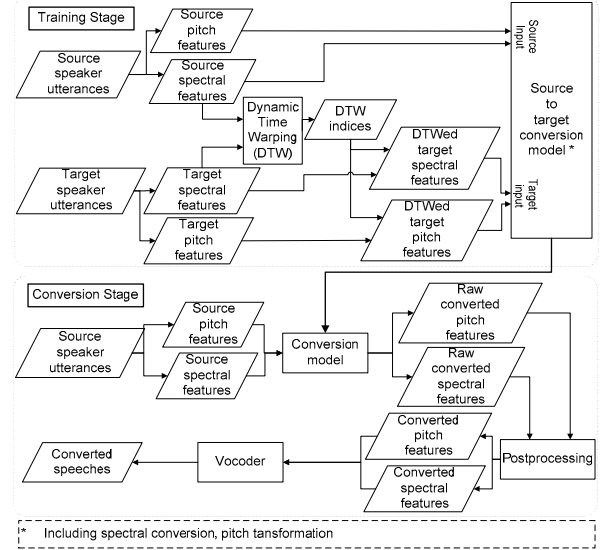 Training Stage
Source
pitch
features
Source
speaker
utterances
Source
spectral
features
Dynamic
Time
Warping
(DTW)
DTW
indices
Target
speaker
utterances
Target
spectral
features
Target
pitch
features
DTWed
target
spectral
features
DTWed
target
pitch
features
Source
Input
Source
to
target
conversion
model *
Target
Input
Conversion Stage
Source
speaker
utterances
Source
pitch
features
Source
spectral
features
Conversion
model
Raw
converted
pitch
features
Raw
converted
spectral
features
Postprocessing
Converted
pitch
features
Converted
spectral
features
Vocoder
Converted
speeches
* Including spectral conversion, pitch tansformation